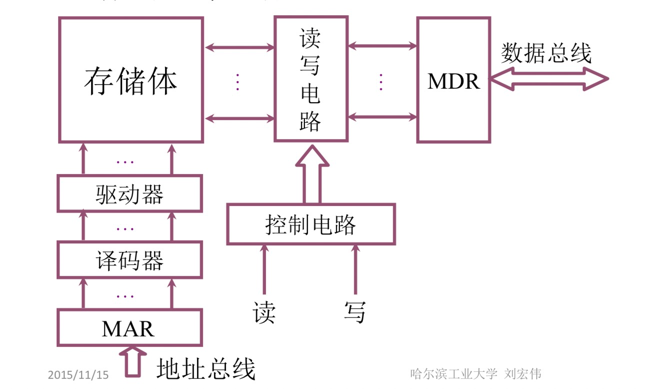 存储体
读写电路
MDR
数据总线
驱动器
控制电路
译码器
读
写
MAR
地址总线
2015/11/15
哈尔滨工业大学 刘宏伟